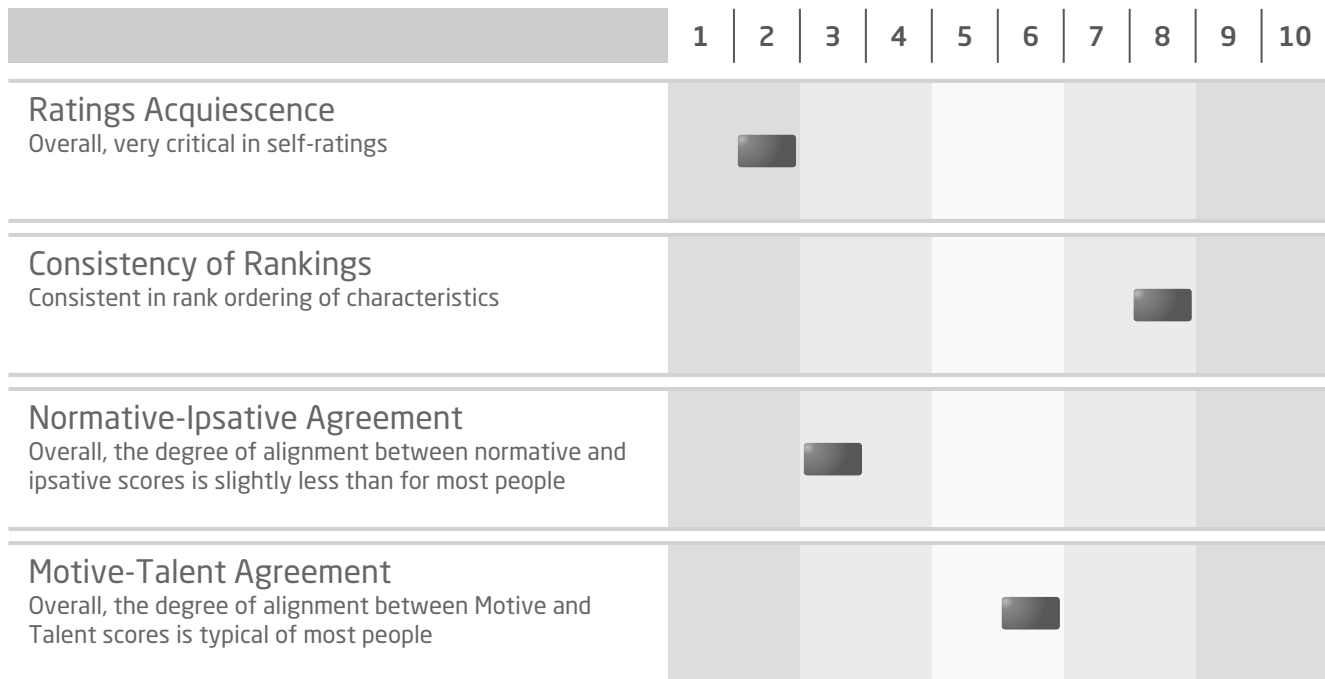 1 2 3 4 5 6 7 8 9 10
Ratings Acquiescence
Overall, very critical in self-ratings
Consistency of Rankings
Consistent in rank ordering of characteristics
Normative-Ipsative Agreement
Overall, the degree of alignment between normative and
ipsative scores is slightly less than for most people
Motive-Talent Agreement
Overall, the degree of alignment between Motive and
Talent scores is typical of most people